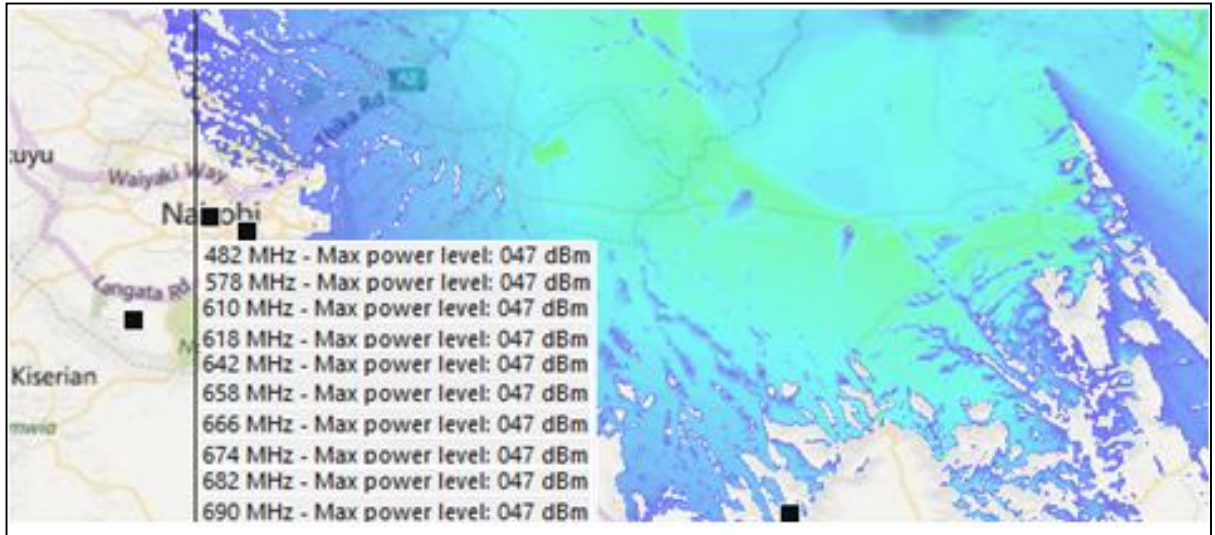 A2
Thika Rd
Waiyaki Way
Nairobi
482 MHz - Max power level: 047 dBm
578 MHz - Max power level: 047 dBm
Langata Rd
610 MHz - Max power level: 047 dBm
618 MHz - Max power level: 047 dBm
642 MHz - Max power level: 047 dBm
Kiserian
658 MHz - Max power level: 047 dBm
666 MHz - Max power level: 047 dBm
674 MHz - Max power level: 047 dBm
682 MHz - Max power level: 047 dBm
690 MHz - Max power level: 047 dBm